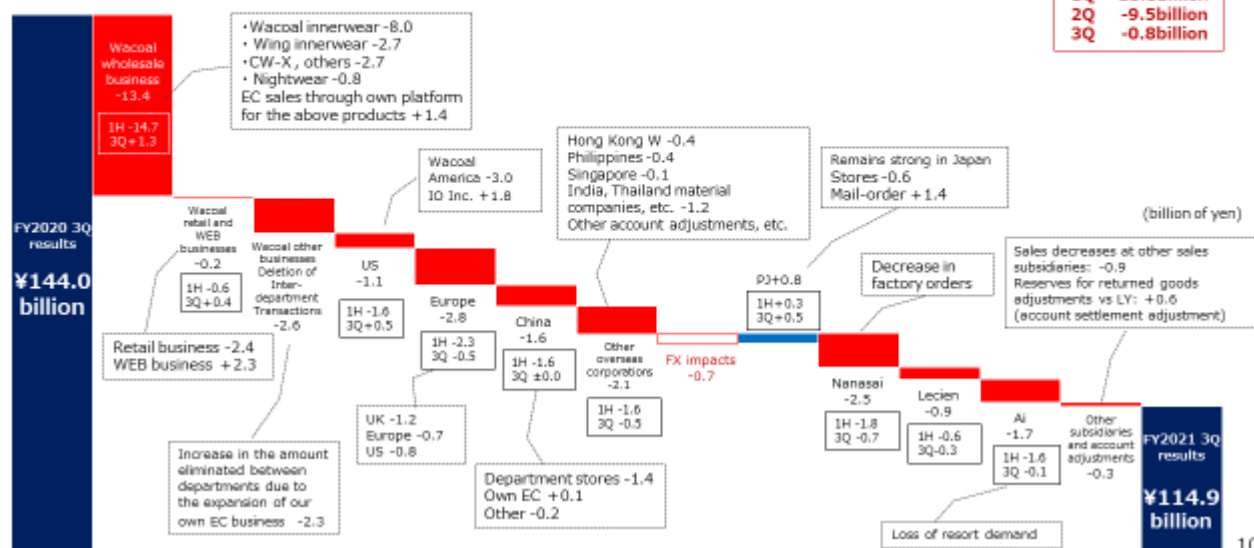 2Q -9.5billion
3Q -0.8billion
Wacoal
wholesale
business
-13.4
1H -14.7
3Q+1.3
・Wacoal innerwear -8.0
・ Wing innerwear -2.7
・CW-X , others -2.7
・ Nightwear -0.8
EC sales through own platform
for the above products +1.4
FY2020 3Q
results
¥144.0
billion
Wacoal
retail and
WEB
businesses
-0.2
1H -0.6
3Q+0.4
Retail business -2.4
WEB business +2.3
Wacoal other
businesses
Deletion of
Inter-
department
Transactions
-2.6
Increase in the amount
eliminated between
departments due to
the expansion of our
own EC business -2.3
Wacoal
America -3.0
IO Inc. +1.8
US
-1.1
1H -1.6
3Q+0.5
Europe
-2.8
1H -2.3
3Q -0.5
UK -1.2
Europe -0.7
US -0.8
China
-1.6
1H -1.6
3Q ±0.0
Department stores -1.4
Own EC +0.1
Other -0.2
Hong Kong W -0.4
Philippines -0.4
Singapore -0.1
India, Thailand material
companies, etc. -1.2
Other account adjustments, etc.
Other
overseas
corporations
-2.1
1H -1.6
3Q -0.5
FX impacts
-0.7
Remains strong in Japan
Stores -0.6
Mail-order +1.4
PJ+0.8
1H+0.3
3Q+0.5
Decrease in
factory orders
Nanasai
-2.5
1H -1.8
3Q -0.7
Lecien
-0.9
1H -0.6
3Q-0.3
Ai
-1.7
1H -1.6
3Q -0.1
Loss of resort demand
(billion of yen)
Sales decreases at other sales
subsidiaries: -0.9
Reserves for returned goods
adjustments vs LY: +0.6
(account settlement adjustment)
Other
subsidiaries
and account
adjustments
-0.3
FY2021 3Q
results
¥114.9
billion